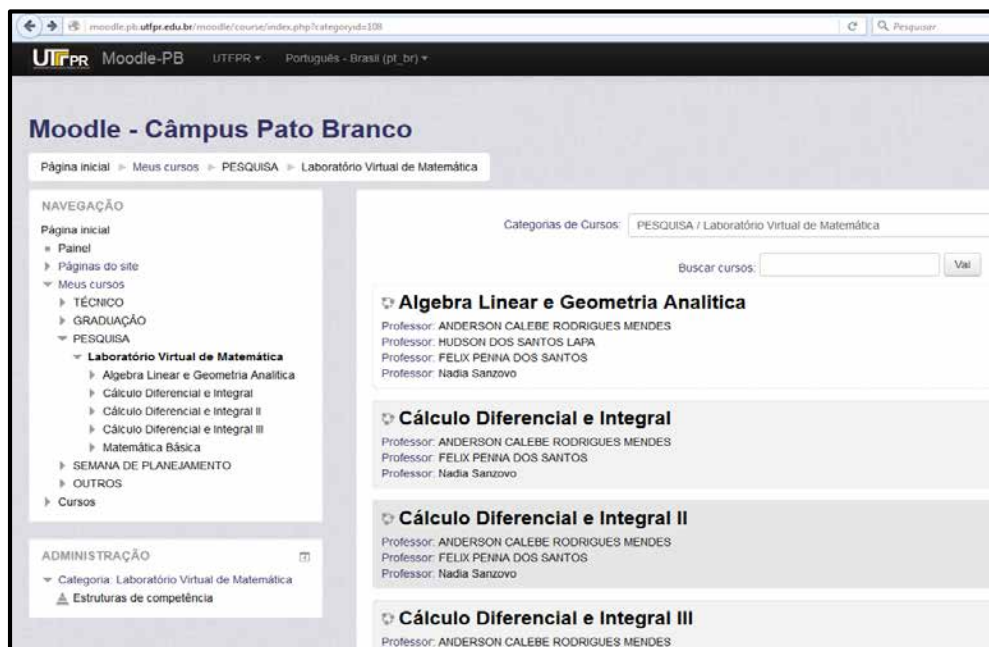 moodle.pb.utfpr.edu.br/moodle/course/index.php?categoryid=108
Pesquisar
UTFPR Moodle-PB UTFPR Português - Brasil (pt_br)
Moodle - Câmpus Pato Branco
Página inicial Meus cursos PESQUISA Laboratório Virtual de Matemática
NAVEGAÇÃO
Página inicial
Painel
Páginas do site
Meus cursos
TÉCNICO
GRADUAÇÃO
PESQUISA
Laboratório Virtual de Matemática
Algebra Linear e Geometria Analitica
Cálculo Diferencial e Integral
Cálculo Diferencial e Integral II
Cálculo Diferencial e Integral III
Matemática Básica
SEMANA DE PLANEJAMENTO
OUTROS
Cursos
ADMINISTRAÇÃO
Categoria: Laboratório Virtual de Matemática
Estruturas de competência
Categorias de Cursos: PESQUISA / Laboratório Virtual de Matemática
Buscar cursos: Vai
Algebra Linear e Geometria Analitica
Professor: ANDERSON CALEBE RODRIGUES MENDES
Professor: HUDSON DOS SANTOS LAPA
Professor: FELIX PENNA DOS SANTOS
Professor: Nadia Sanzovo
Cálculo Diferencial e Integral
Professor: ANDERSON CALEBE RODRIGUES MENDES
Professor: FELIX PENNA DOS SANTOS
Professor: Nadia Sanzovo
Cálculo Diferencial e Integral II
Professor: ANDERSON CALEBE RODRIGUES MENDES
Professor: FELIX PENNA DOS SANTOS
Professor: Nadia Sanzovo
Cálculo Diferencial e Integral III
Professor: ANDERSON CALEBE RODRIGUES MENDES